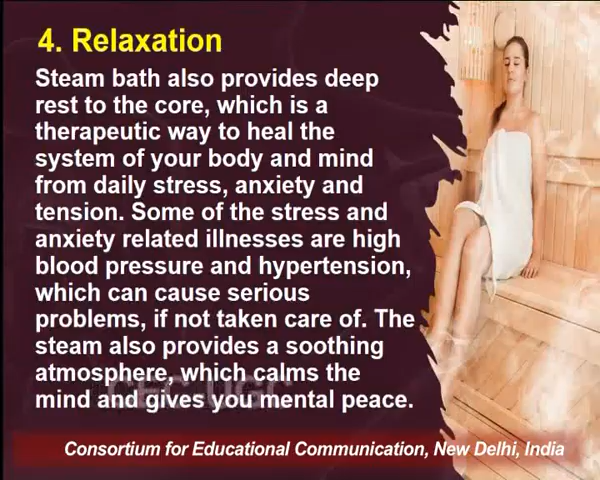 4. Relaxation
Steam bath also provides deep
rest to the core, which is a
therapeutic way to heal the
system of your body and mind
from daily stress, anxiety and
tension. Some of the stress and
anxiety related illnesses are high
blood pressure and hypertension,
which can cause serious
problems, if not taken care of. The
steam also provides a soothing
atmosphere, which calms the
mind and gives you mental peace.
CEC-UGC
Consortium for Educational Communication, New Delhi, India